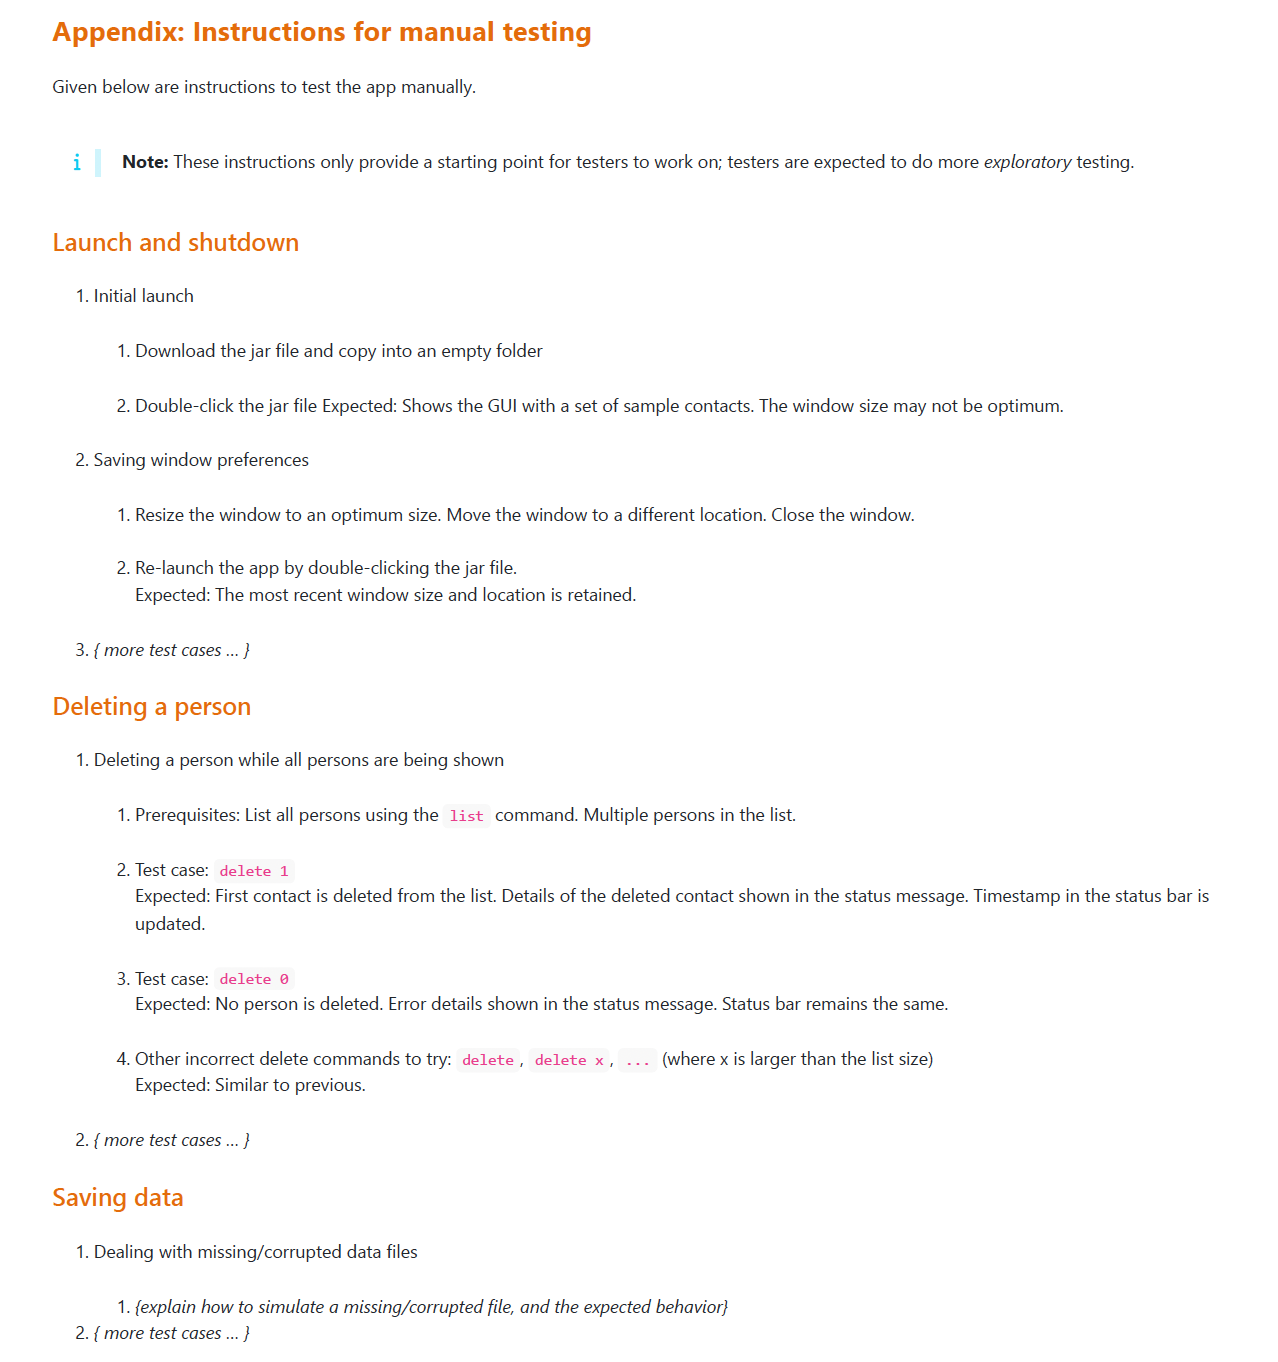 Appendix: Instructions for manual testing
Given below are instructions to test the app manually.
i Note: These instructions only provide a starting point for testers to work on; testers are expected to do more exploratory testing.
Launch and shutdown
1. Initial launch
1. Download the jar file and copy into an empty folder
2. Double-click the jar file Expected: Shows the GUI with a set of sample contacts. The window size may not be optimum.
2. Saving window preferences
1. Resize the window to an optimum size. Move the window to a different location. Close the window.
2. Re-launch the app by double-clicking the jar file.
Expected: The most recent window size and location is retained.
3. { more test cases … }
Deleting a person
1. Deleting a person while all persons are being shown
1. Prerequisites: List all persons using the list command. Multiple persons in the list.
2. Test case: delete 1
Expected: First contact is deleted from the list. Details of the deleted contact shown in the status message. Timestamp in the status bar is
updated.
3. Test case: delete 0
Expected: No person is deleted. Error details shown in the status message. Status bar remains the same.
4. Other incorrect delete commands to try: delete, delete x, ... (where x is larger than the list size)
Expected: Similar to previous.
2. { more test cases … }
Saving data
1. Dealing with missing/corrupted data files
1. {explain how to simulate a missing/corrupted file, and the expected behavior}
2. { more test cases … }